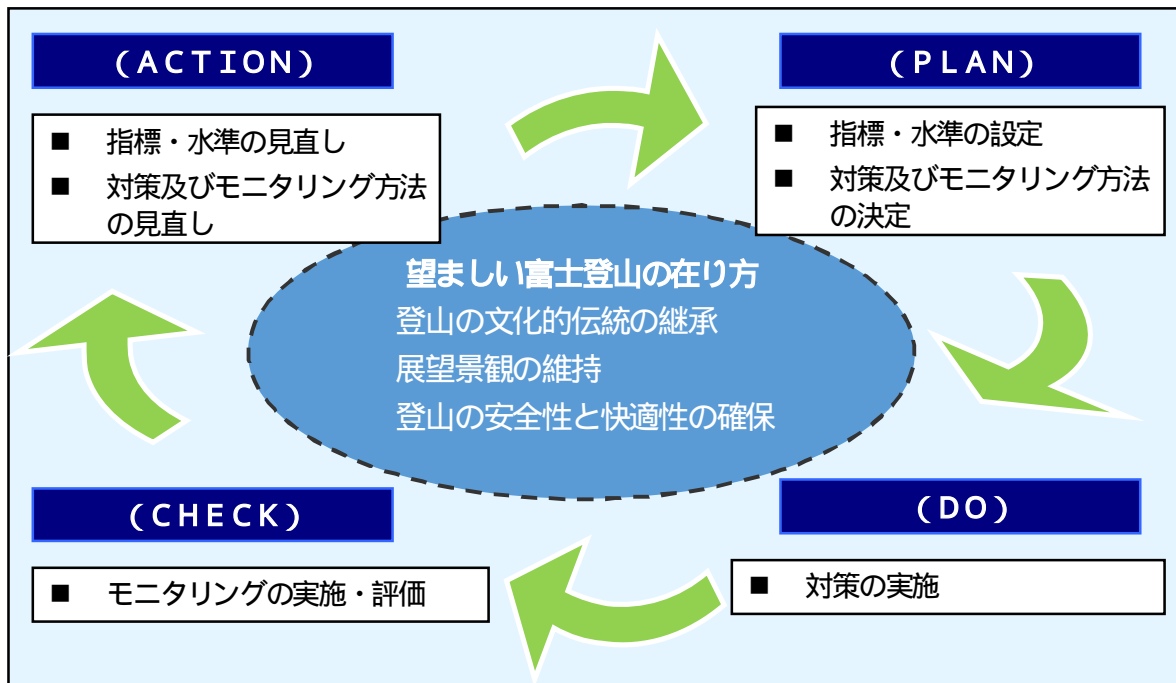 （ＡＣＴＩＯＮ）
■ 指標・水準の見直し
■ 対策及びモニタリング方法
の見直し
（ＰＬＡＮ）
■ 指標・水準の設定
■ 対策及びモニタリング方法
の決定
望ましい富士登山の在り方
登山の文化的伝統の継承
展望景観の維持
登山の安全性と快適性の確保
（ＣＨＥＣＫ）
■ モニタリングの実施・評価
（ＤＯ）
■ 対策の実施